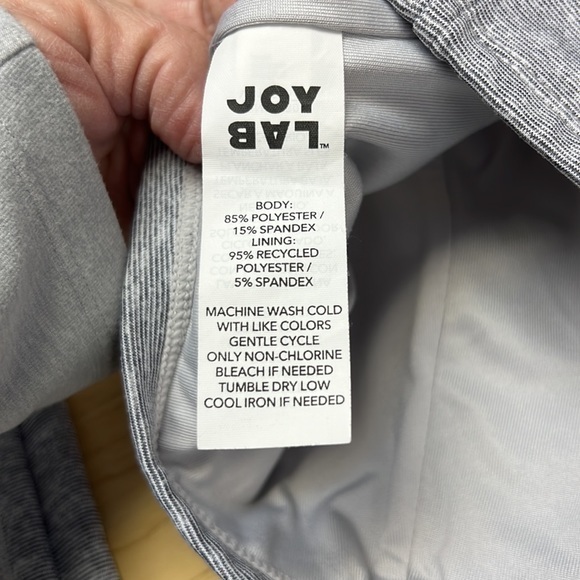 JOY
LAB™
BODY:
85% POLYESTER /
15% SPANDEX
LINING:
95% RECYCLED
POLYESTER /
5% SPANDEX
MACHINE WASH COLD
WITH LIKE COLORS
GENTLE CYCLE
ONLY NON-CHLORINE
BLEACH IF NEEDED
TUMBLE DRY LOW
COOL IRON IF NEEDED